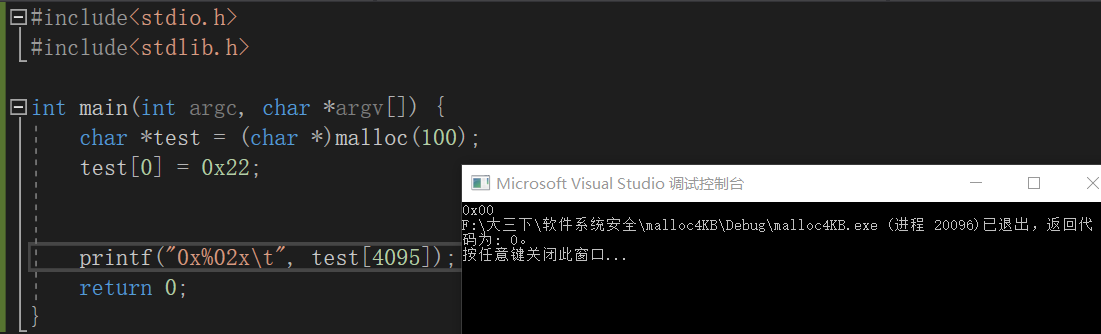 #include<stdio.h>
#include<stdlib.h>
int main(int argc, char *argv[]) {
char *test = (char *)malloc(100);
test[0] = 0x22;
printf("0x%02x\t", test[4095]);
return 0;
}
Microsoft Visual Studio 调试控制台
0x00
F:\大三下\软件系统安全\malloc4KB\Debug\malloc4KB.exe (进程 20096)已退出，返回代
码为: 0。
按任意键关闭此窗口...